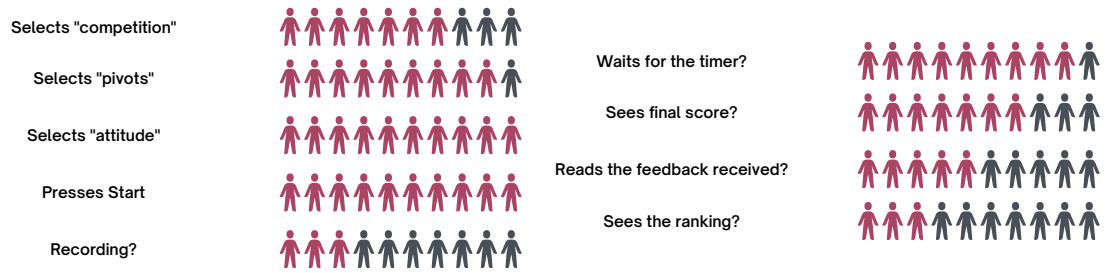 Selects "competition"
Selects "pivots"
Selects "attitude"
Presses Start
Recording?
Waits for the timer?
Sees final score?
Reads the feedback received?
Sees the ranking?